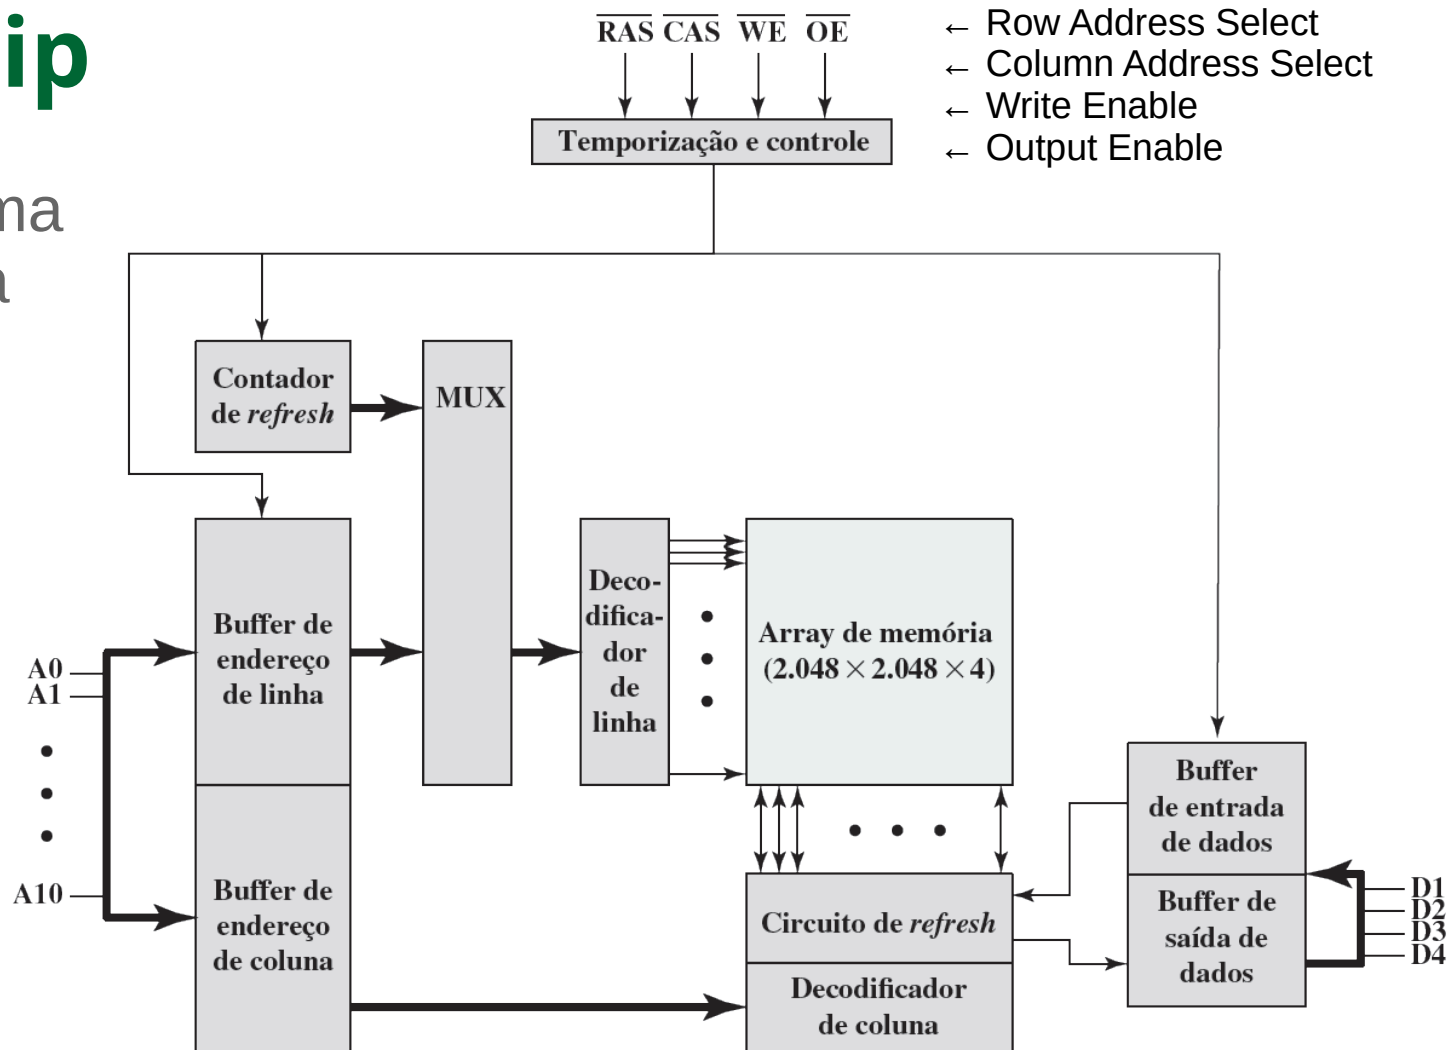 ip
ma
a
RAS CAS WE OE
← Row Address Select
← Column Address Select
← Write Enable
← Output Enable
Temporização e controle
Contador
de refresh
MUX
Buffer de
endereço
de linha
Deco-
difica-
dor
de
linha
Array de memória
(2.048 × 2.048 × 4)
A0
A1
A10
Buffer de
endereço
de coluna
Circuito de refresh
Decodificador
de coluna
Buffer
de entrada
de dados
Buffer de
saída de
dados
D1
D2
D3
D4